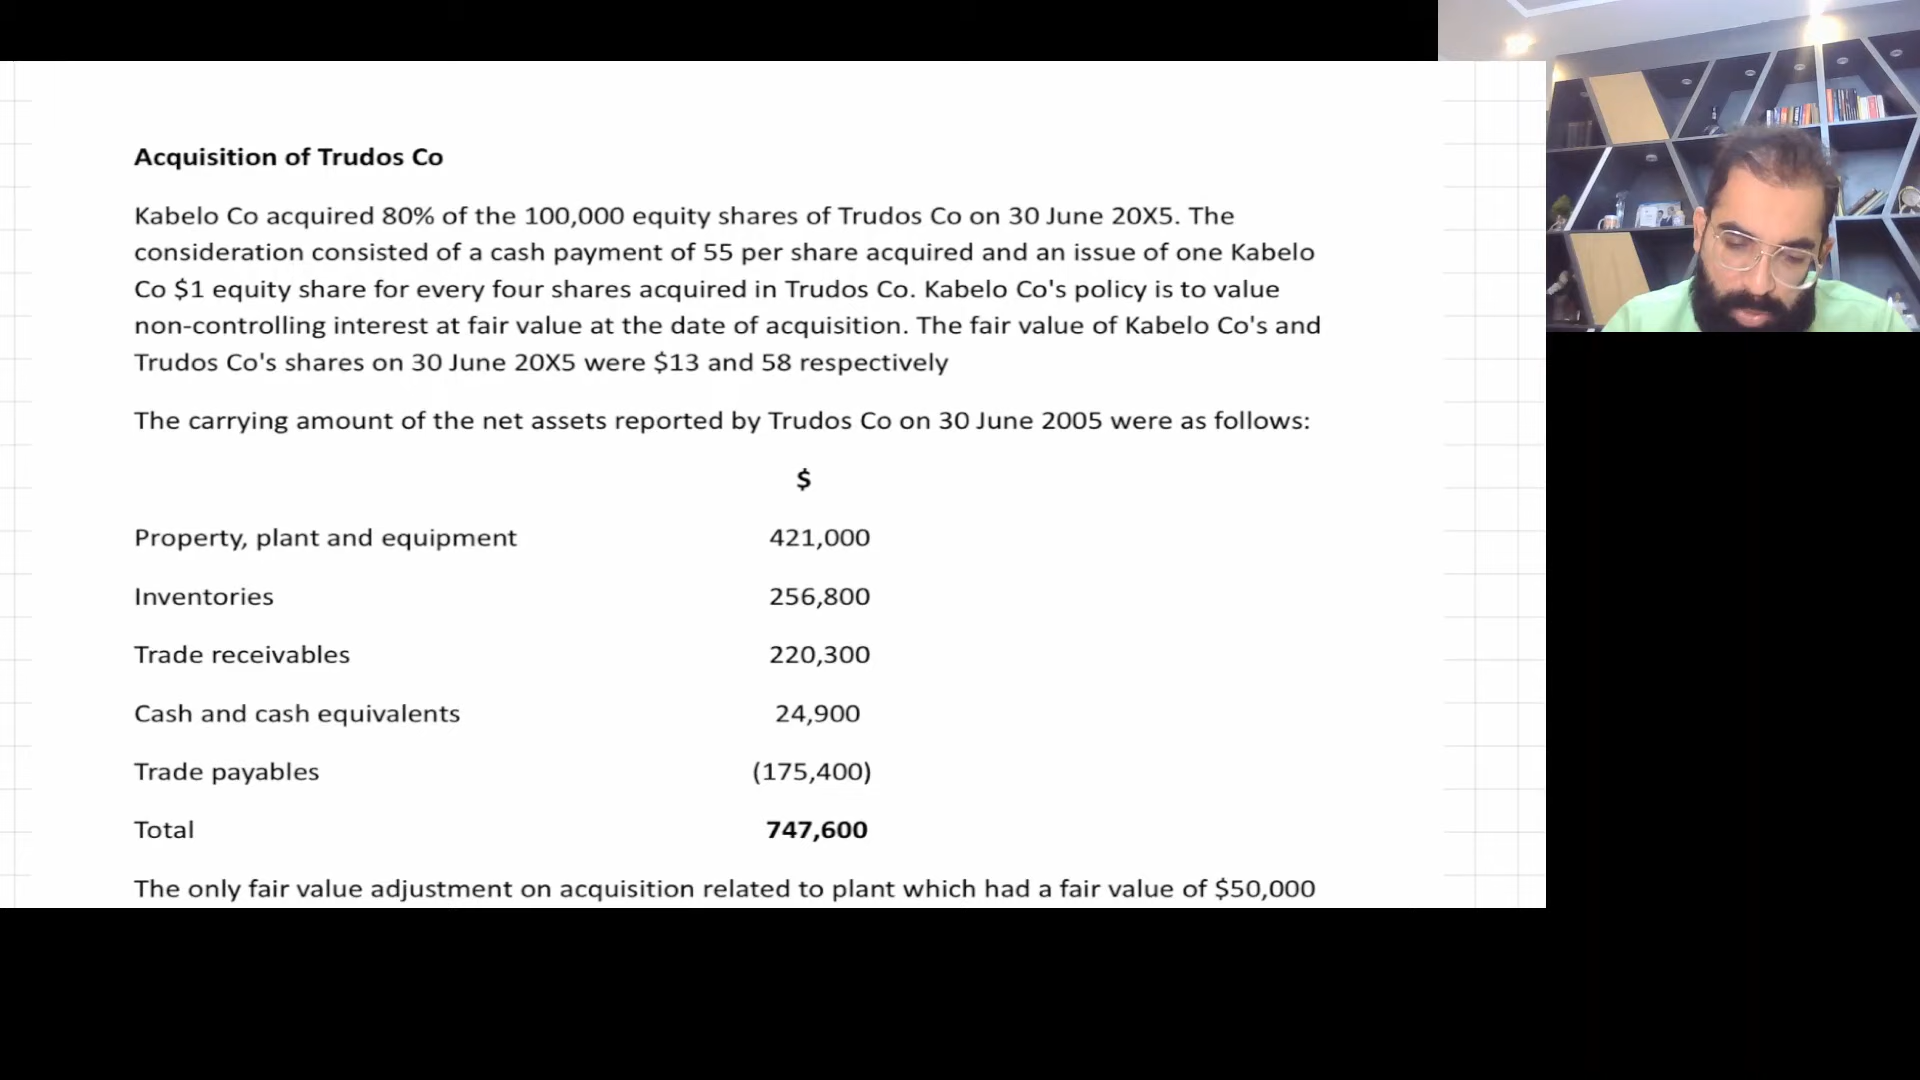 Acquisition of Trudos Co
Kabelo Co acquired 80% of the 100,000 equity shares of Trudos Co on 30 June 20X5. The
consideration consisted of a cash payment of 55 per share acquired and an issue of one Kabelo
Co $1 equity share for every four shares acquired in Trudos Co. Kabelo Co's policy is to value
non-controlling interest at fair value at the date of acquisition. The fair value of Kabelo Co's and
Trudos Co's shares on 30 June 20X5 were $13 and 58 respectively
The carrying amount of the net assets reported by Trudos Co on 30 June 2005 were as follows:
$
Property, plant and equipment 421,000
Inventories 256,800
Trade receivables 220,300
Cash and cash equivalents 24,900
Trade payables (175,400)
Total 747,600
The only fair value adjustment on acquisition related to plant which had a fair value of $50,000